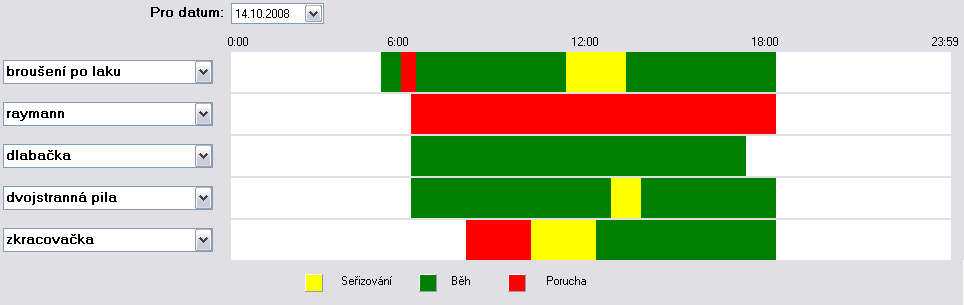 Pro datum: 14.10.2008
0:00 6:00 12:00 18:00 23:59
broušení po laku
raymann
dlabačka
dvojstranná pila
zkracovačka
Seřizování Běh Porucha